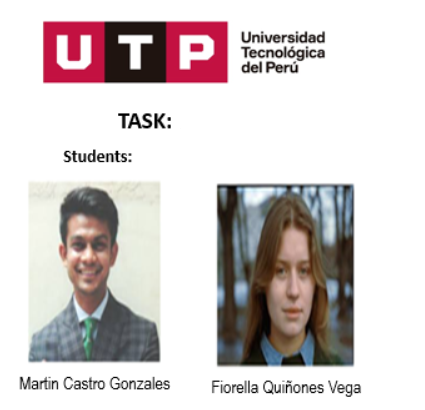 UTP
Universidad
Tecnológica
del Perú
TASK:
Students:
Martin Castro Gonzales
Fiorella Quiñones Vega